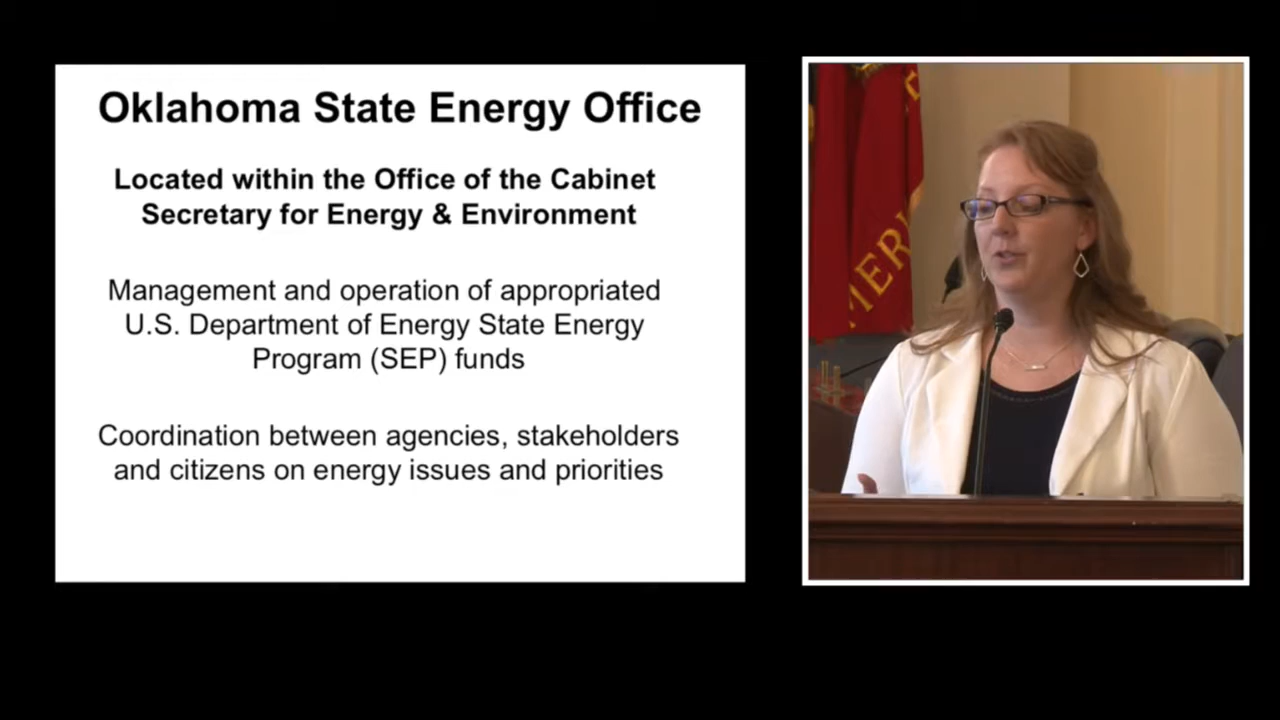 Oklahoma State Energy Office
Located within the Office of the Cabinet
Secretary for Energy & Environment
Management and operation of appropriated
U.S. Department of Energy State Energy
Program (SEP) funds
Coordination between agencies, stakeholders
and citizens on energy issues and priorities
MERI